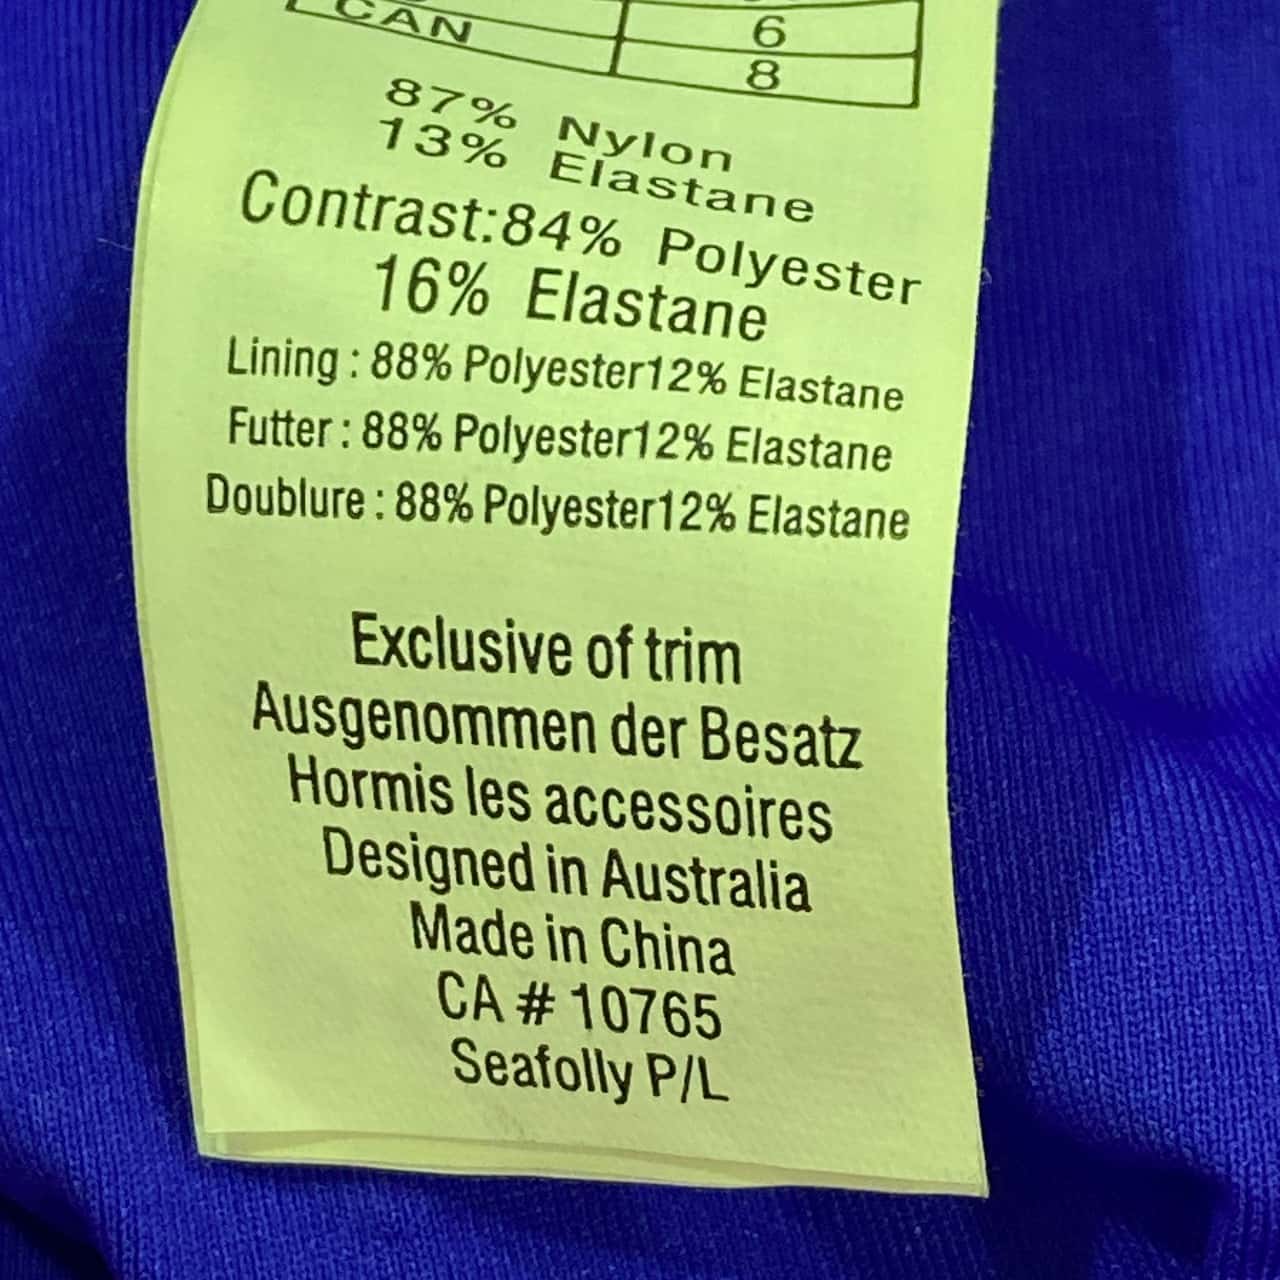 6
CAN 8
87% Nylon
13% Elastane
Contrast:84% Polyester
16% Elastane
Lining : 88% Polyester12% Elastane
Futter : 88% Polyester12% Elastane
Doublure : 88% Polyester12% Elastane
Exclusive of trim
Ausgenommen der Besatz
Hormis les accessoires
Designed in Australia
Made in China
CA # 10765
Seafolly P/L